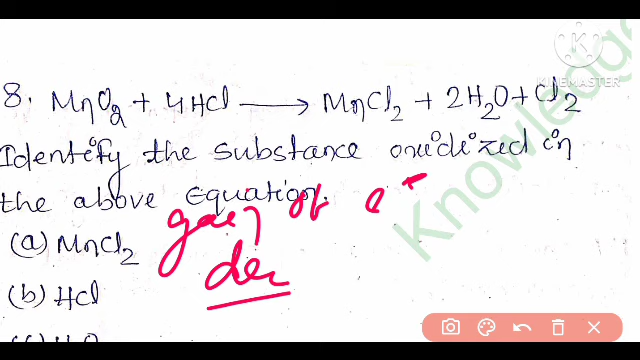 8. MnO2 + 4HCl ⟶ MnCl2 + 2H2O + Cl2
Identify the substance oxidized in
the above equation.
gain of e
(a) MnCl2
(b) HCl
KINEMASTER
Knowledge